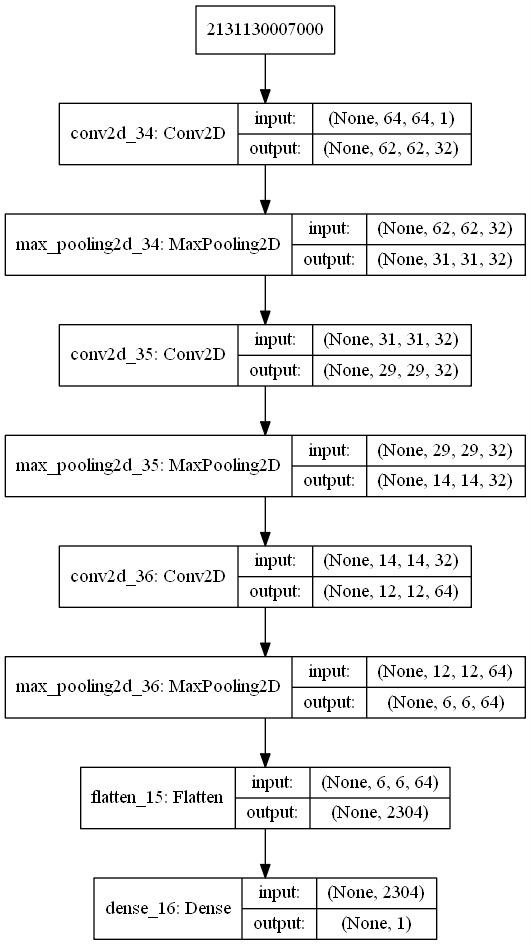 2131130007000
conv2d_34: Conv2D
input:
(None, 64, 64, 1)
output:
(None, 62, 62, 32)
max_pooling2d_34: MaxPooling2D
input:
(None, 62, 62, 32)
output:
(None, 31, 31, 32)
conv2d_35: Conv2D
input:
(None, 31, 31, 32)
output:
(None, 29, 29, 32)
max_pooling2d_35: MaxPooling2D
input:
(None, 29, 29, 32)
output:
(None, 14, 14, 32)
conv2d_36: Conv2D
input:
(None, 14, 14, 32)
output:
(None, 12, 12, 64)
max_pooling2d_36: MaxPooling2D
input:
(None, 12, 12, 64)
output:
(None, 6, 6, 64)
flatten_15: Flatten
input:
(None, 6, 6, 64)
output:
(None, 2304)
dense_16: Dense
input:
(None, 2304)
output:
(None, 1)